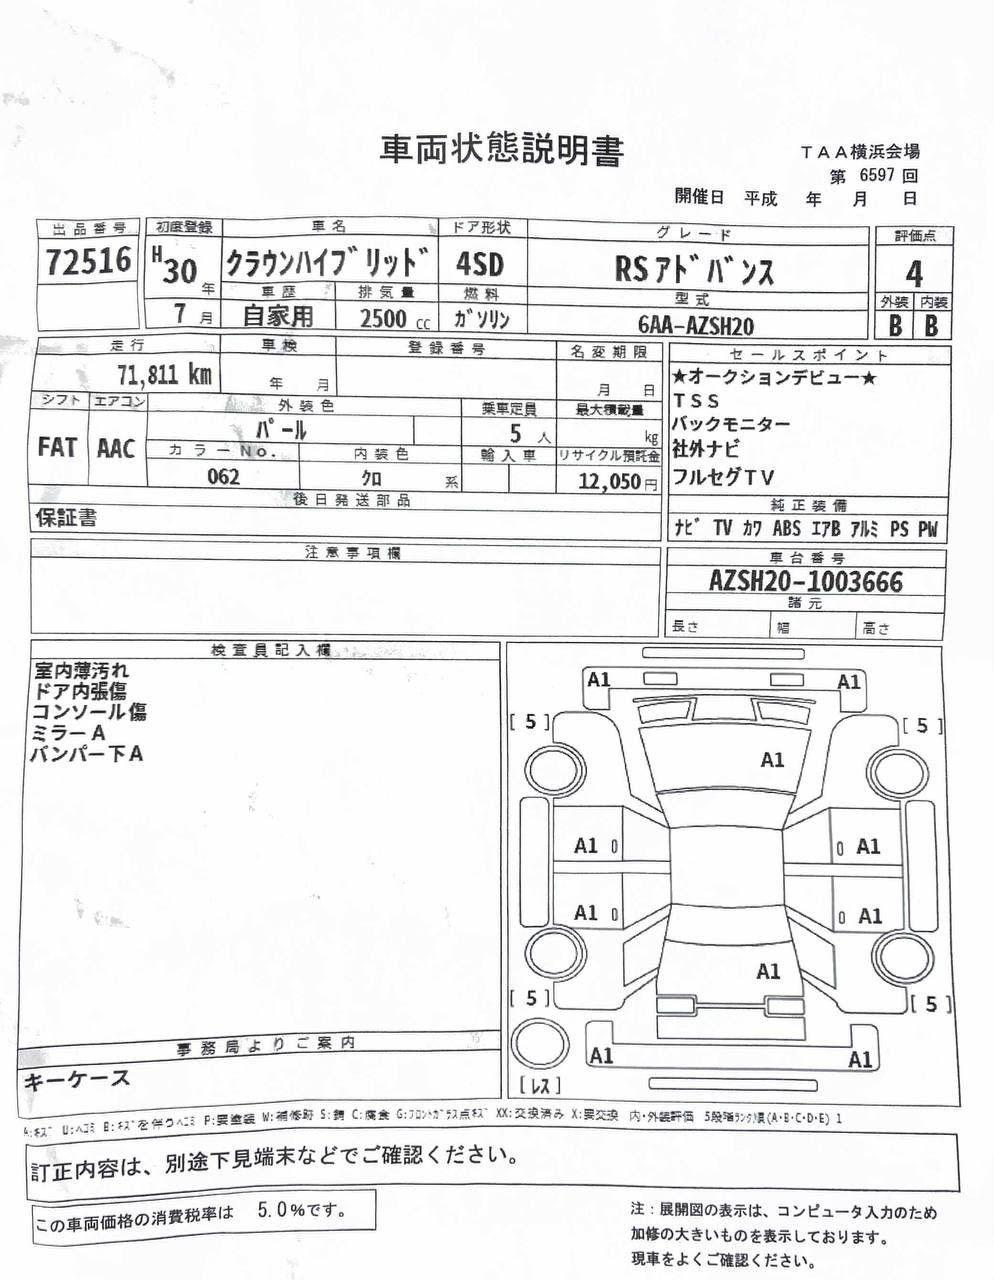 車両状態説明書
TAA横浜会場
第 6597 回
開催日 平成 年 月 日
出品番号 初度登録 車名 ドア形状 グレード 評価点
72516 H30年 クラウンハイブリッド 4SD RSアドバンス 4
車歴 排気量 燃料 型式 外装 内装
7月 自家用 2500cc ガソリン 6AA-AZSH20 B B
走行 車検 登録番号 名変期限 セールスポイント
71,811 km 年 月 月 日 ★オークションデビュー★
シフト エアコン 外装色 乗車定員 最大積載量 TSS
FAT AAC パール 5人 kg バックモニター
カラーNo. 内装色 輸入車 リサイクル預託金 社外ナビ
062 クロ 系 12,050円 フルセグTV
後日発送部品 純正装備
保証書 ナビ TV カワ ABS エアB アルミ PS PW
注意事項欄 車台番号
AZSH20-1003666
諸元
長さ 幅 高さ
検査員記入欄
室内薄汚れ
ドア内張傷
コンソール傷
ミラーA
バンパー下A
A1 A1
[5] [5]
A1
A1 A1
A1 A1
A1
[5] [5]
A1 A1
[レス]
事務局よりご案内
キーケース
A:キズ U:ヘコミ B:キズを伴うヘコミ P:要塗装 W:補修跡 S:錆 C:腐食 G:フロントガラス点キズ XX:交換済み X:要交換 内・外装評価 5段階ランク順(A・B・C・D・E) 1
訂正内容は、別途下見端末などでご確認ください。
この車両価格の消費税率は 5.0%です。
注:展開図の表示は、コンピュータ入力のため
加修の大きいものを表示しております。
現車をよくご確認ください。